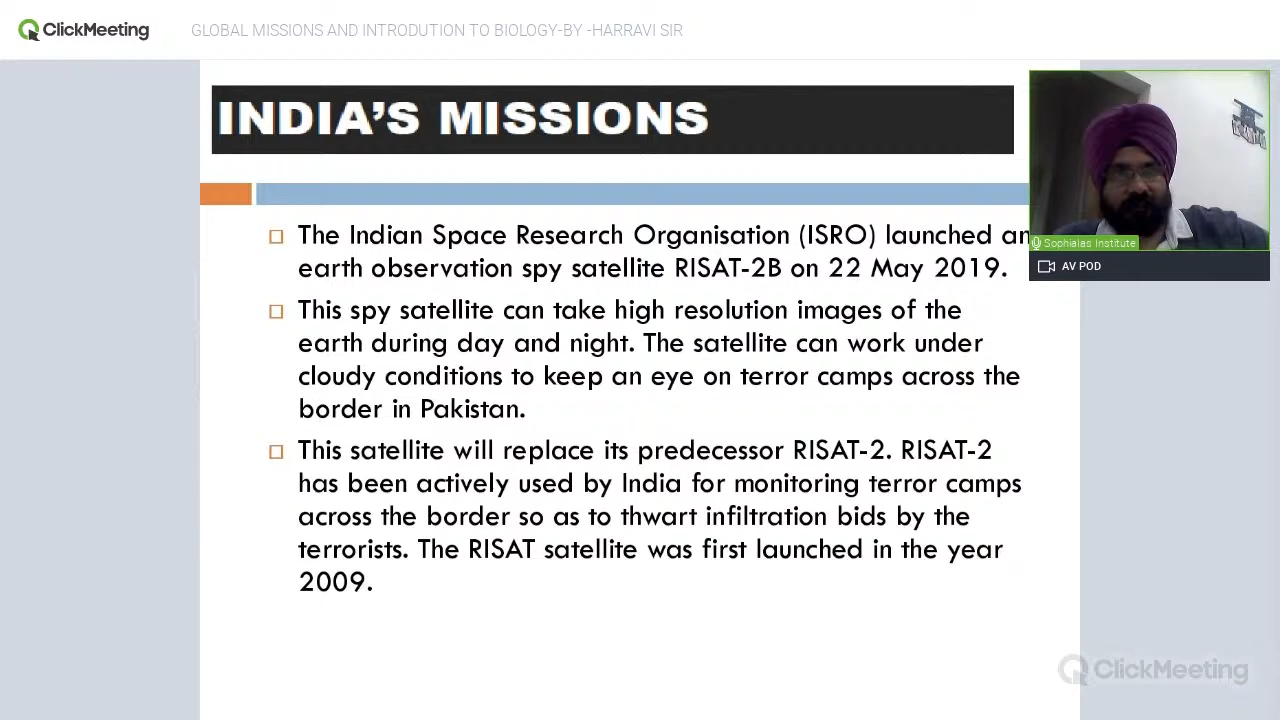 ClickMeeting
GLOBAL MISSIONS AND INTRODUTION TO BIOLOGY-BY -HARRAVI SIR
INDIA'S MISSIONS
The Indian Space Research Organisation (ISRO) launched an
earth observation spy satellite RISAT-2B on 22 May 2019.
This spy satellite can take high resolution images of the
earth during day and night. The satellite can work under
cloudy conditions to keep an eye on terror camps across the
border in Pakistan.
This satellite will replace its predecessor RISAT-2. RISAT-2
has been actively used by India for monitoring terror camps
across the border so as to thwart infiltration bids by the
terrorists. The RISAT satellite was first launched in the year
2009.
Sophialas Institute
AV POD
ClickMeeting